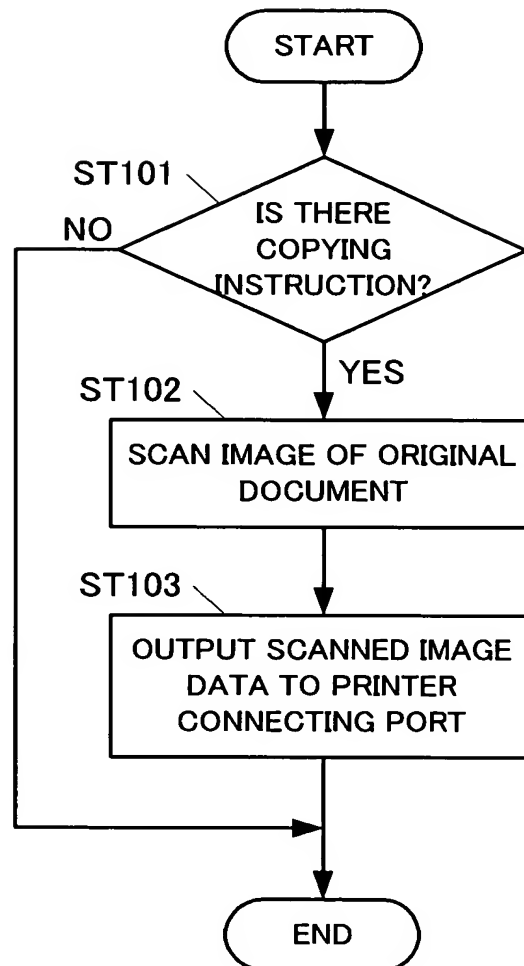 START
ST101
NO
IS THERE
COPYING
INSTRUCTION?
YES
ST102
SCAN IMAGE OF ORIGINAL
DOCUMENT
ST103
OUTPUT SCANNED IMAGE
DATA TO PRINTER
CONNECTING PORT
END